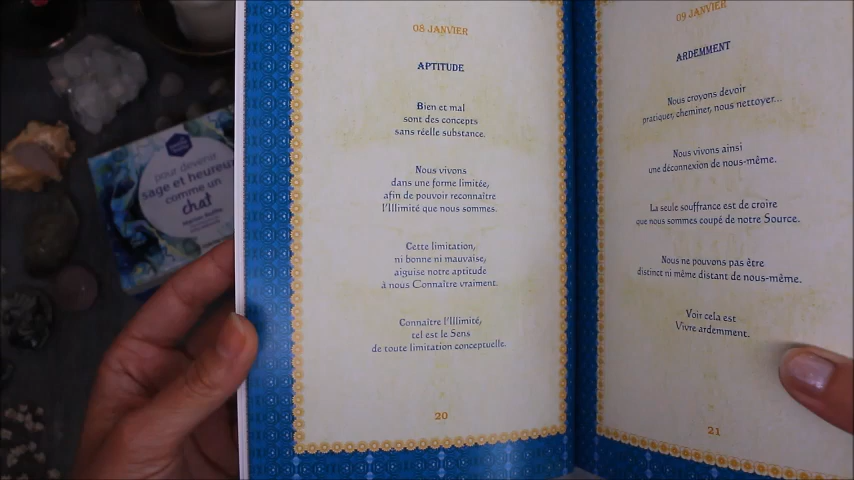 08 JANVIER
APTITUDE
Bien et mal
sont des concepts
sans réelle substance.
Nous vivons
dans une forme limitée,
afin de pouvoir reconnaître
l'Illimité que nous sommes.
Cette limitation,
ni bonne ni mauvaise,
aiguise notre aptitude
à nous Connaître vraiment.
Connaître l'Illimité,
tel est le Sens
de toute limitation conceptuelle.
20
09 JANVIER
ARDEMMENT
Nous croyons devoir
pratiquer, cheminer, nous nettoyer...
Nous vivons ainsi
une déconnexion de nous-même.
La seule souffrance est de croire
que nous sommes coupé de notre Source.
Nous ne pouvons pas être
distinct ni même distant de nous-même.
Voir cela est
Vivre ardemment.
21
pour devenir
sage et heureux
comme un
chat